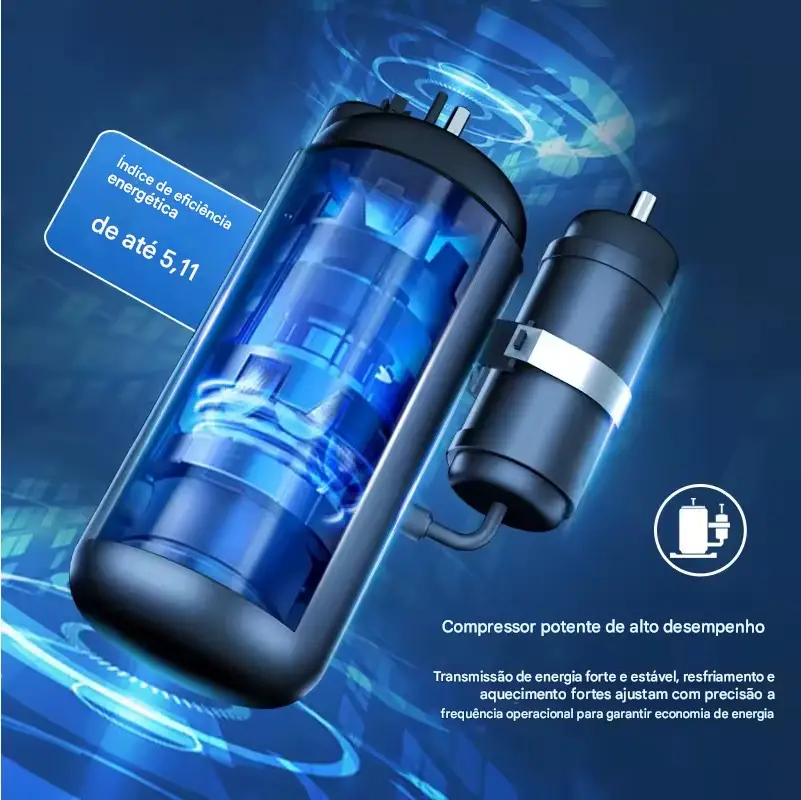 Índice de eficiência
energética
de até 5,11
Compressor potente de alto desempenho
Transmissão de energia forte e estável, resfriamento e
aquecimento fortes ajustam com precisão a
frequência operacional para garantir economia de energia